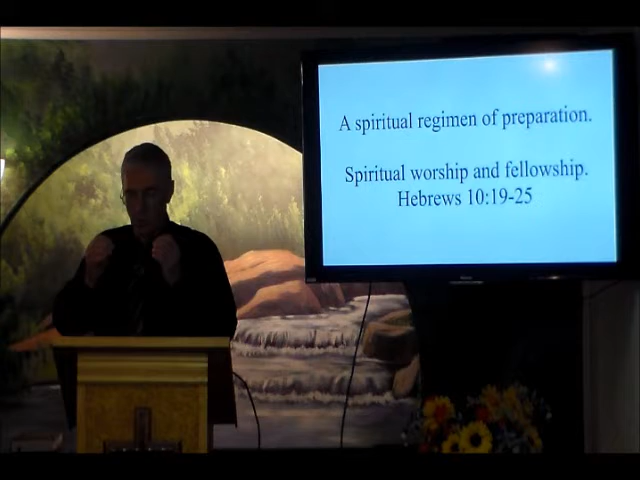 A spiritual regimen of preparation.
Spiritual worship and fellowship.
Hebrews 10:19-25